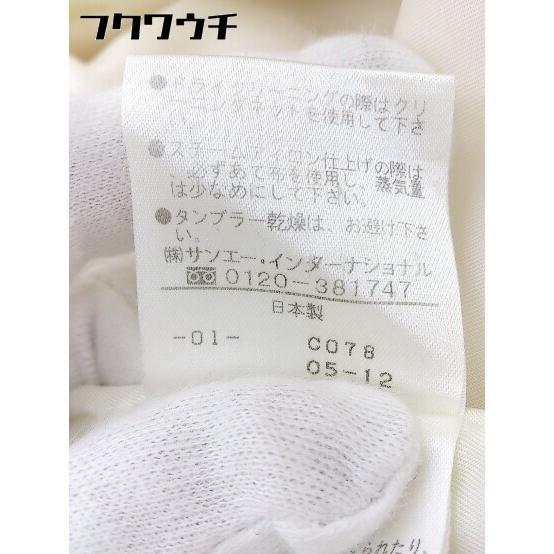 フクワウチ
●ドライクリーニングの際はクリ
ーニングネットを使用して下さ
い。
●スチームアイロン仕上げの際は
、必ずあて布を使用し、蒸気量
は少なめにして下さい。
●タンブラー乾燥は、お避け下さ
い。
㈱サンエー・インターナショナル
0120-381747
日本製
-01- C078
05-12
られたり、